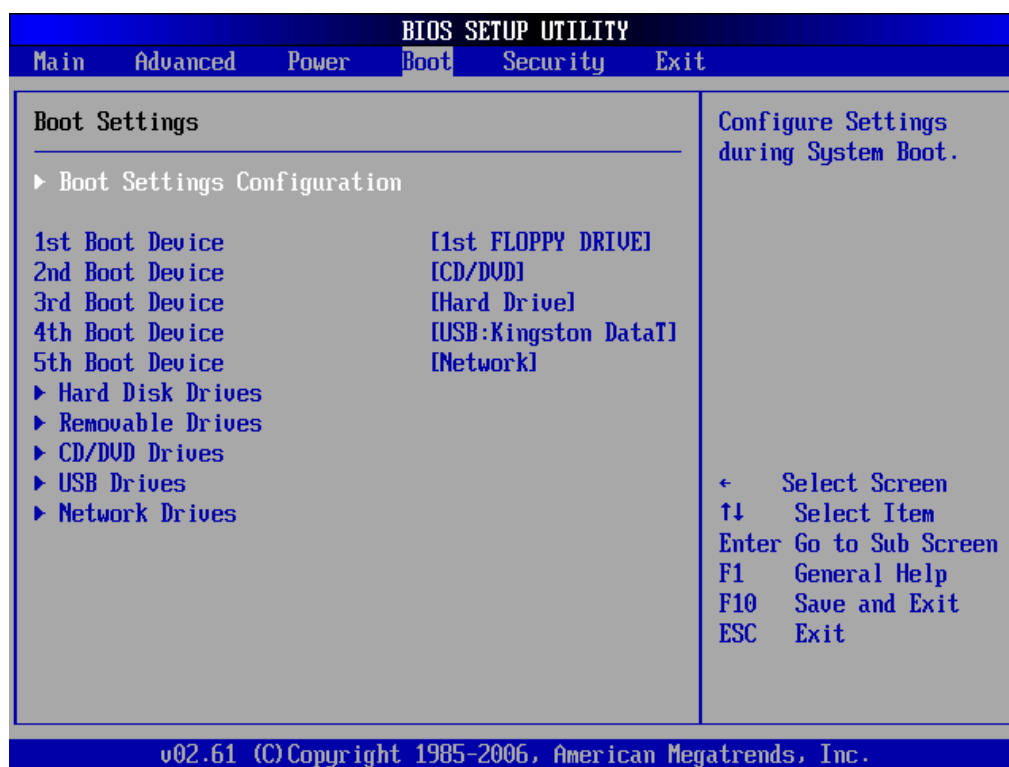 BIOS SETUP UTILITY
Main Advanced Power Boot Security Exit
Boot Settings
Boot Settings Configuration
1st Boot Device [1st FLOPPY DRIVE]
2nd Boot Device [CD/DVD]
3rd Boot Device [Hard Drive]
4th Boot Device [USB:Kingston DataT]
5th Boot Device [Network]
Hard Disk Drives
Removable Drives
CD/DVD Drives
USB Drives
Network Drives
Configure Settings
during System Boot.
← Select Screen
↑↓ Select Item
Enter Go to Sub Screen
F1 General Help
F10 Save and Exit
ESC Exit
v02.61 (C)Copyright 1985-2006, American Megatrends, Inc.